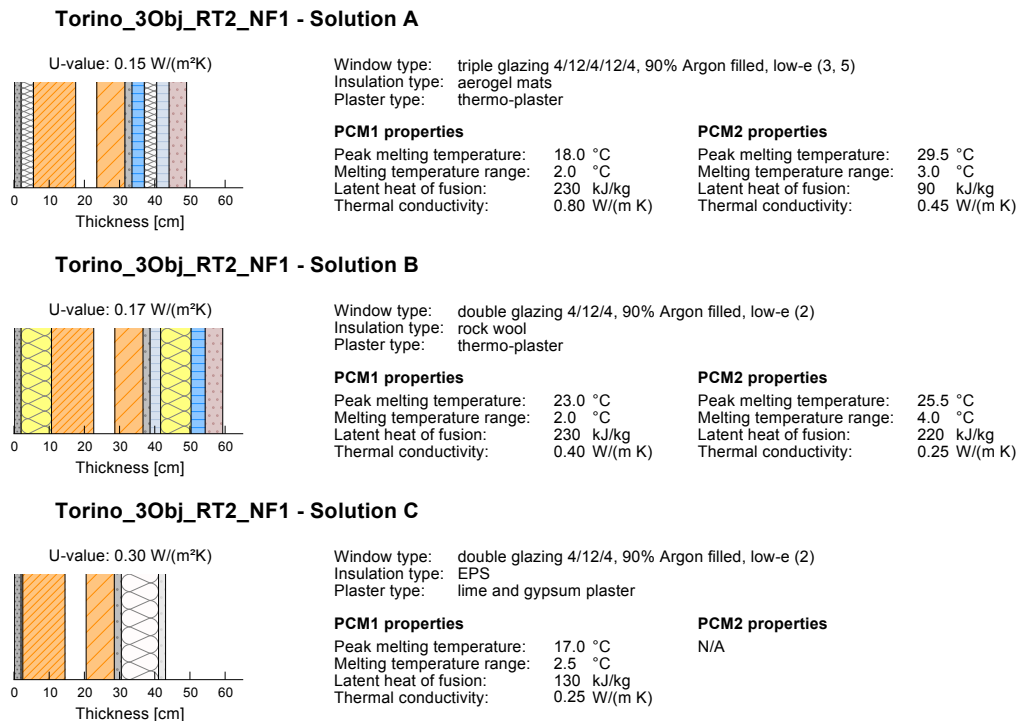 Torino_3Obj_RT2_NF1 - Solution A
U-value: 0.15 W/(m²K)
0 10 20 30 40 50 60
Thickness [cm]
Window type: triple glazing 4/12/4/12/4, 90% Argon filled, low-e (3, 5)
Insulation type: aerogel mats
Plaster type: thermo-plaster
PCM1 properties
Peak melting temperature: 18.0 °C
Melting temperature range: 2.0 °C
Latent heat of fusion: 230 kJ/kg
Thermal conductivity: 0.80 W/(m K)
PCM2 properties
Peak melting temperature: 29.5 °C
Melting temperature range: 3.0 °C
Latent heat of fusion: 90 kJ/kg
Thermal conductivity: 0.45 W/(m K)
Torino_3Obj_RT2_NF1 - Solution B
U-value: 0.17 W/(m²K)
0 10 20 30 40 50 60
Thickness [cm]
Window type: double glazing 4/12/4, 90% Argon filled, low-e (2)
Insulation type: rock wool
Plaster type: thermo-plaster
PCM1 properties
Peak melting temperature: 23.0 °C
Melting temperature range: 2.0 °C
Latent heat of fusion: 230 kJ/kg
Thermal conductivity: 0.40 W/(m K)
PCM2 properties
Peak melting temperature: 25.5 °C
Melting temperature range: 4.0 °C
Latent heat of fusion: 220 kJ/kg
Thermal conductivity: 0.25 W/(m K)
Torino_3Obj_RT2_NF1 - Solution C
U-value: 0.30 W/(m²K)
0 10 20 30 40 50 60
Thickness [cm]
Window type: double glazing 4/12/4, 90% Argon filled, low-e (2)
Insulation type: EPS
Plaster type: lime and gypsum plaster
PCM1 properties
Peak melting temperature: 17.0 °C
Melting temperature range: 2.5 °C
Latent heat of fusion: 130 kJ/kg
Thermal conductivity: 0.25 W/(m K)
PCM2 properties
N/A